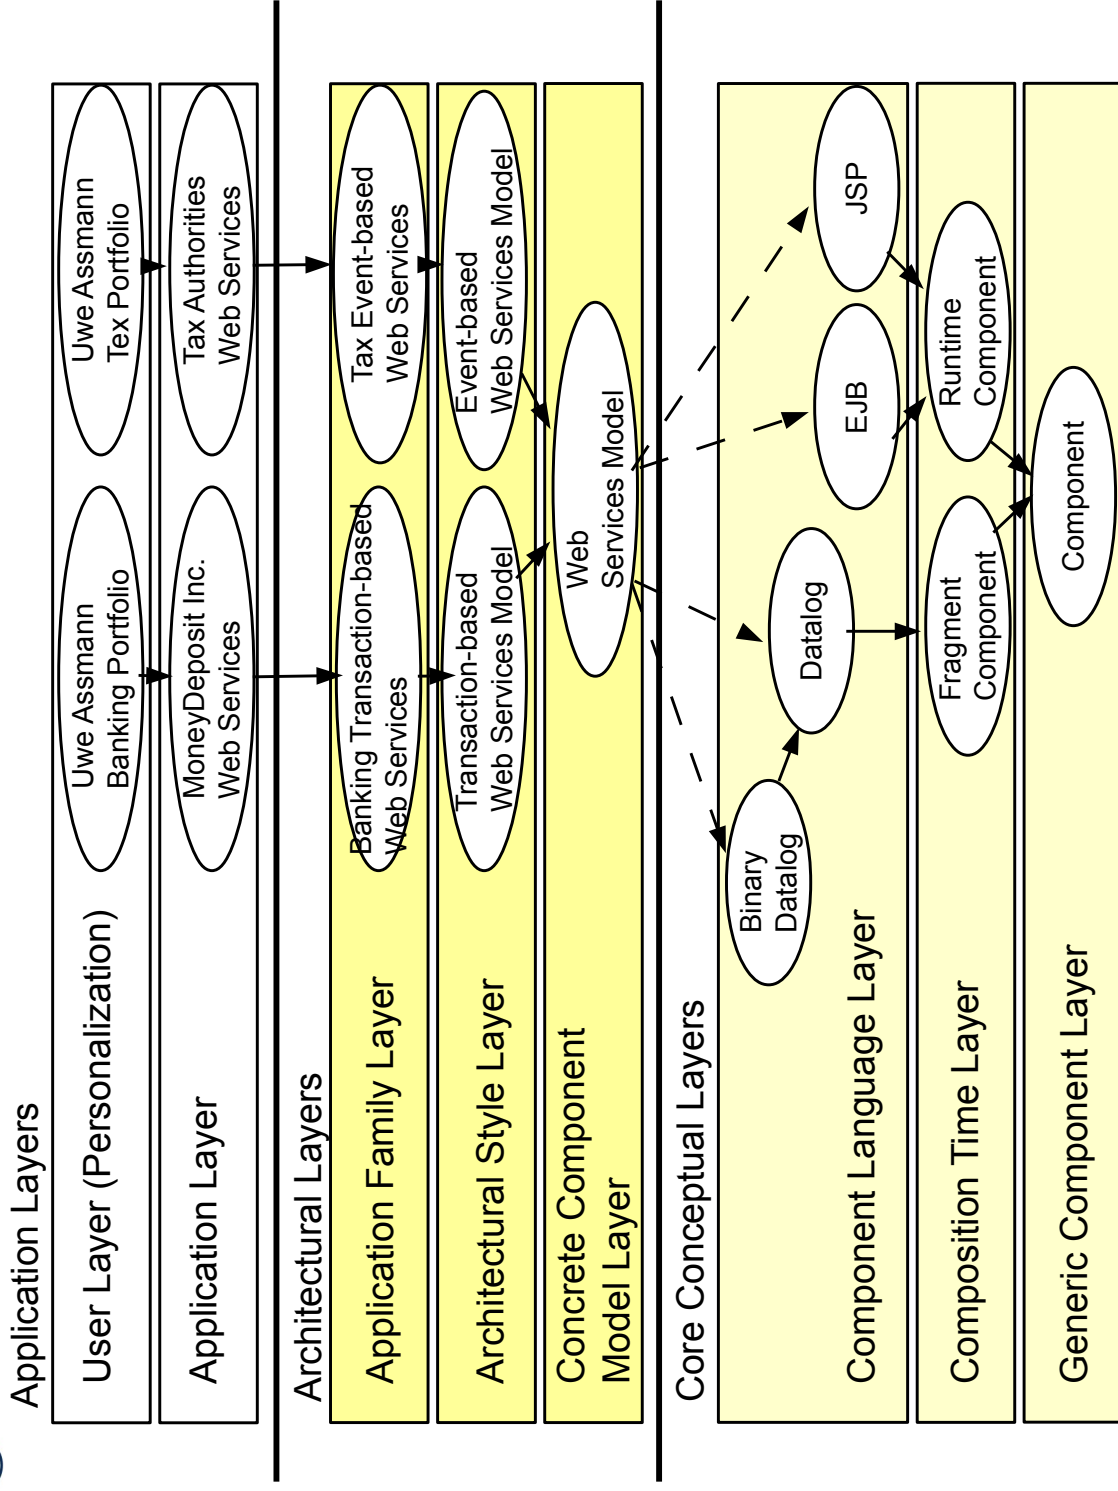 Application Layers
User Layer (Personalization)
Uwe Assmann
Banking Portfolio
Uwe Assmann
Tex Portfolio
Application Layer
MoneyDeposit Inc.
Web Services
Tax Authorities
Web Services
Architectural Layers
Application Family Layer
Banking Transaction-based
Web Services
Tax Event-based
Web Services
Architectural Style Layer
Transaction-based
Web Services Model
Event-based
Web Services Model
Concrete Component
Model Layer
Web
Services Model
Core Conceptual Layers
Component Language Layer
Binary
Datalog
Datalog
EJB
JSP
Composition Time Layer
Fragment
Component
Runtime
Component
Generic Component Layer
Component